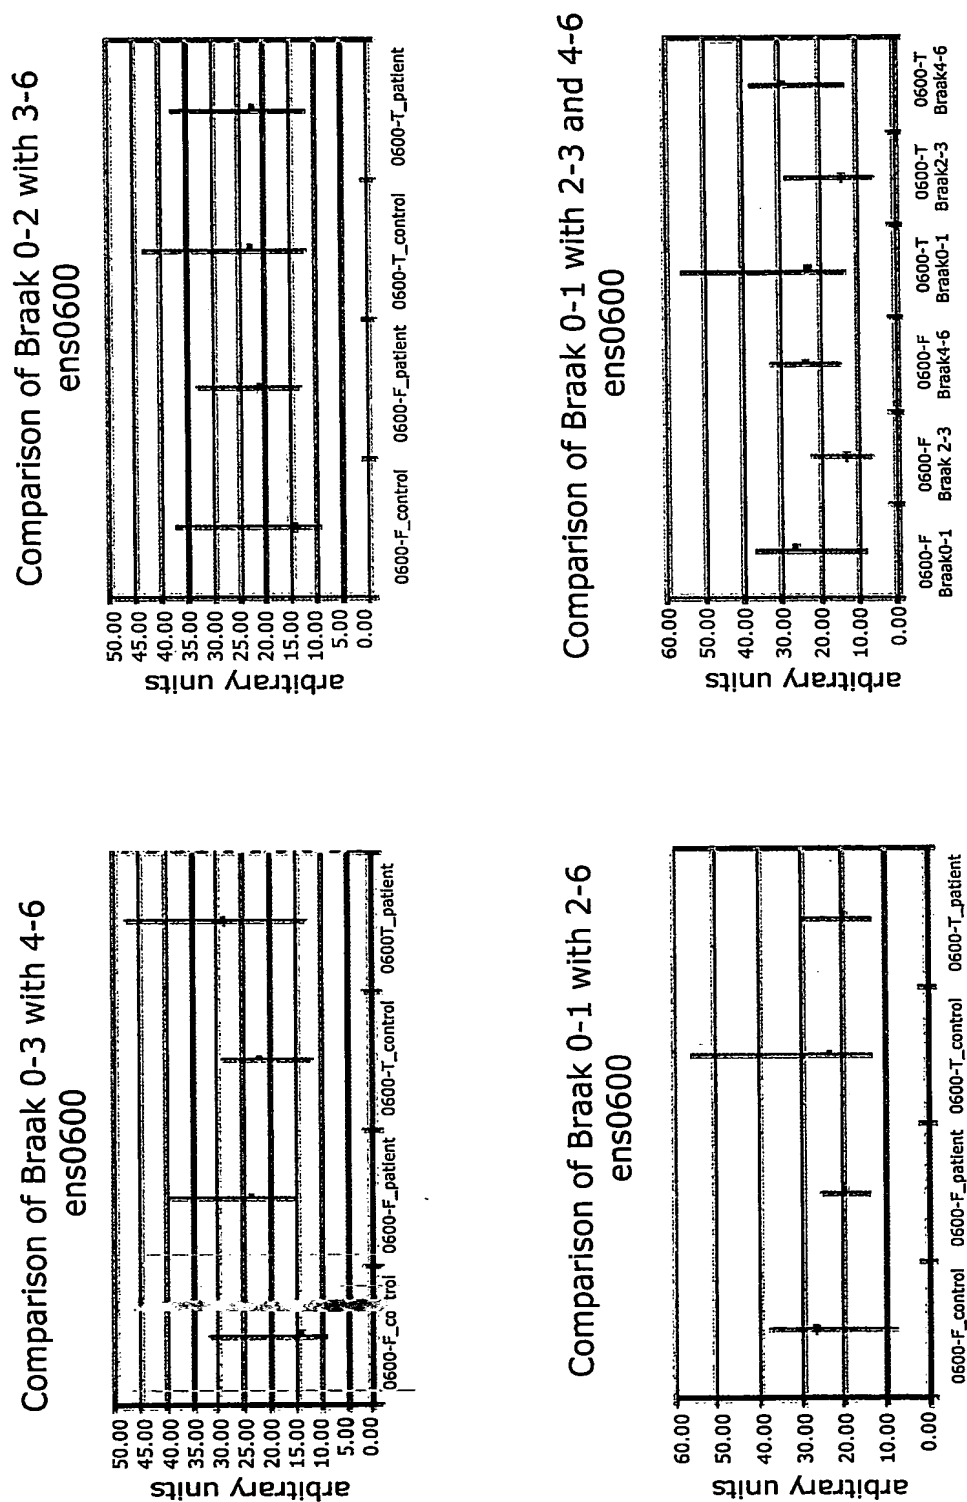 Comparison of Braak 0-3 with 4-6
ens0600
50.00
45.00
40.00
35.00
30.00
25.00
20.00
15.00
10.00
5.00
0.00
arbitrary units
0600-F_co trol
0600-F_patient
0600-T_control
0600T_patient
Comparison of Braak 0-2 with 3-6
ens0600
50.00
45.00
40.00
35.00
30.00
25.00
20.00
15.00
10.00
5.00
0.00
arbitrary units
0600-F_control
0600-F_patient
0600-T_control
0600-T_patient
Comparison of Braak 0-1 with 2-6
ens0600
60.00
50.00
40.00
30.00
20.00
10.00
0.00
arbitrary units
0600-F_control
0600-F_patient
0600-T_control
0600-T_patient
Comparison of Braak 0-1 with 2-3 and 4-6
ens0600
60.00
50.00
40.00
30.00
20.00
10.00
0.00
arbitrary units
0600-F
Braak0-1
0600-F
Braak 2-3
0600-F
Braak4-6
0600-T
Braak0-1
0600-T
Braak2-3
0600-T
Braak4-6